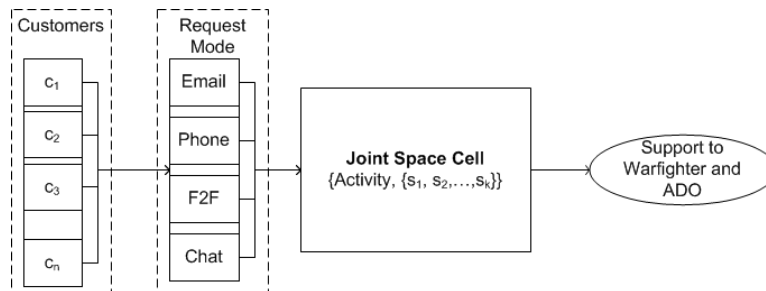 Customers
c₁
c₂
c₃
cₙ
Request
Mode
Email
Phone
F2F
Chat
Joint Space Cell
{Activity, {s₁, s₂,...,sₖ}}
Support to
Warfighter and
ADO